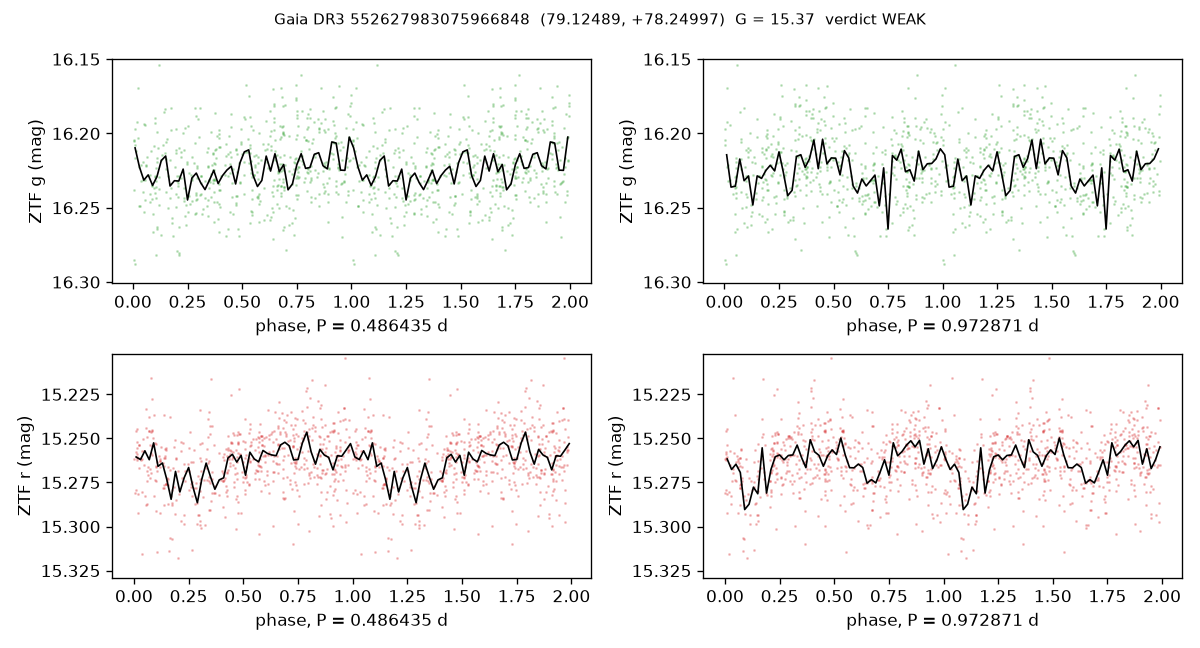 Gaia DR3 552627983075966848 (79.12489, +78.24997) G = 15.37 verdict WEAK
16.15
16.20
16.25
16.30
ZTF g (mag)
0.00 0.25 0.50 0.75 1.00 1.25 1.50 1.75 2.00
phase, P = 0.486435 d
16.15
16.20
16.25
16.30
ZTF g (mag)
0.00 0.25 0.50 0.75 1.00 1.25 1.50 1.75 2.00
phase, P = 0.972871 d
15.225
15.250
15.275
15.300
15.325
ZTF r (mag)
0.00 0.25 0.50 0.75 1.00 1.25 1.50 1.75 2.00
phase, P = 0.486435 d
15.225
15.250
15.275
15.300
15.325
ZTF r (mag)
0.00 0.25 0.50 0.75 1.00 1.25 1.50 1.75 2.00
phase, P = 0.972871 d